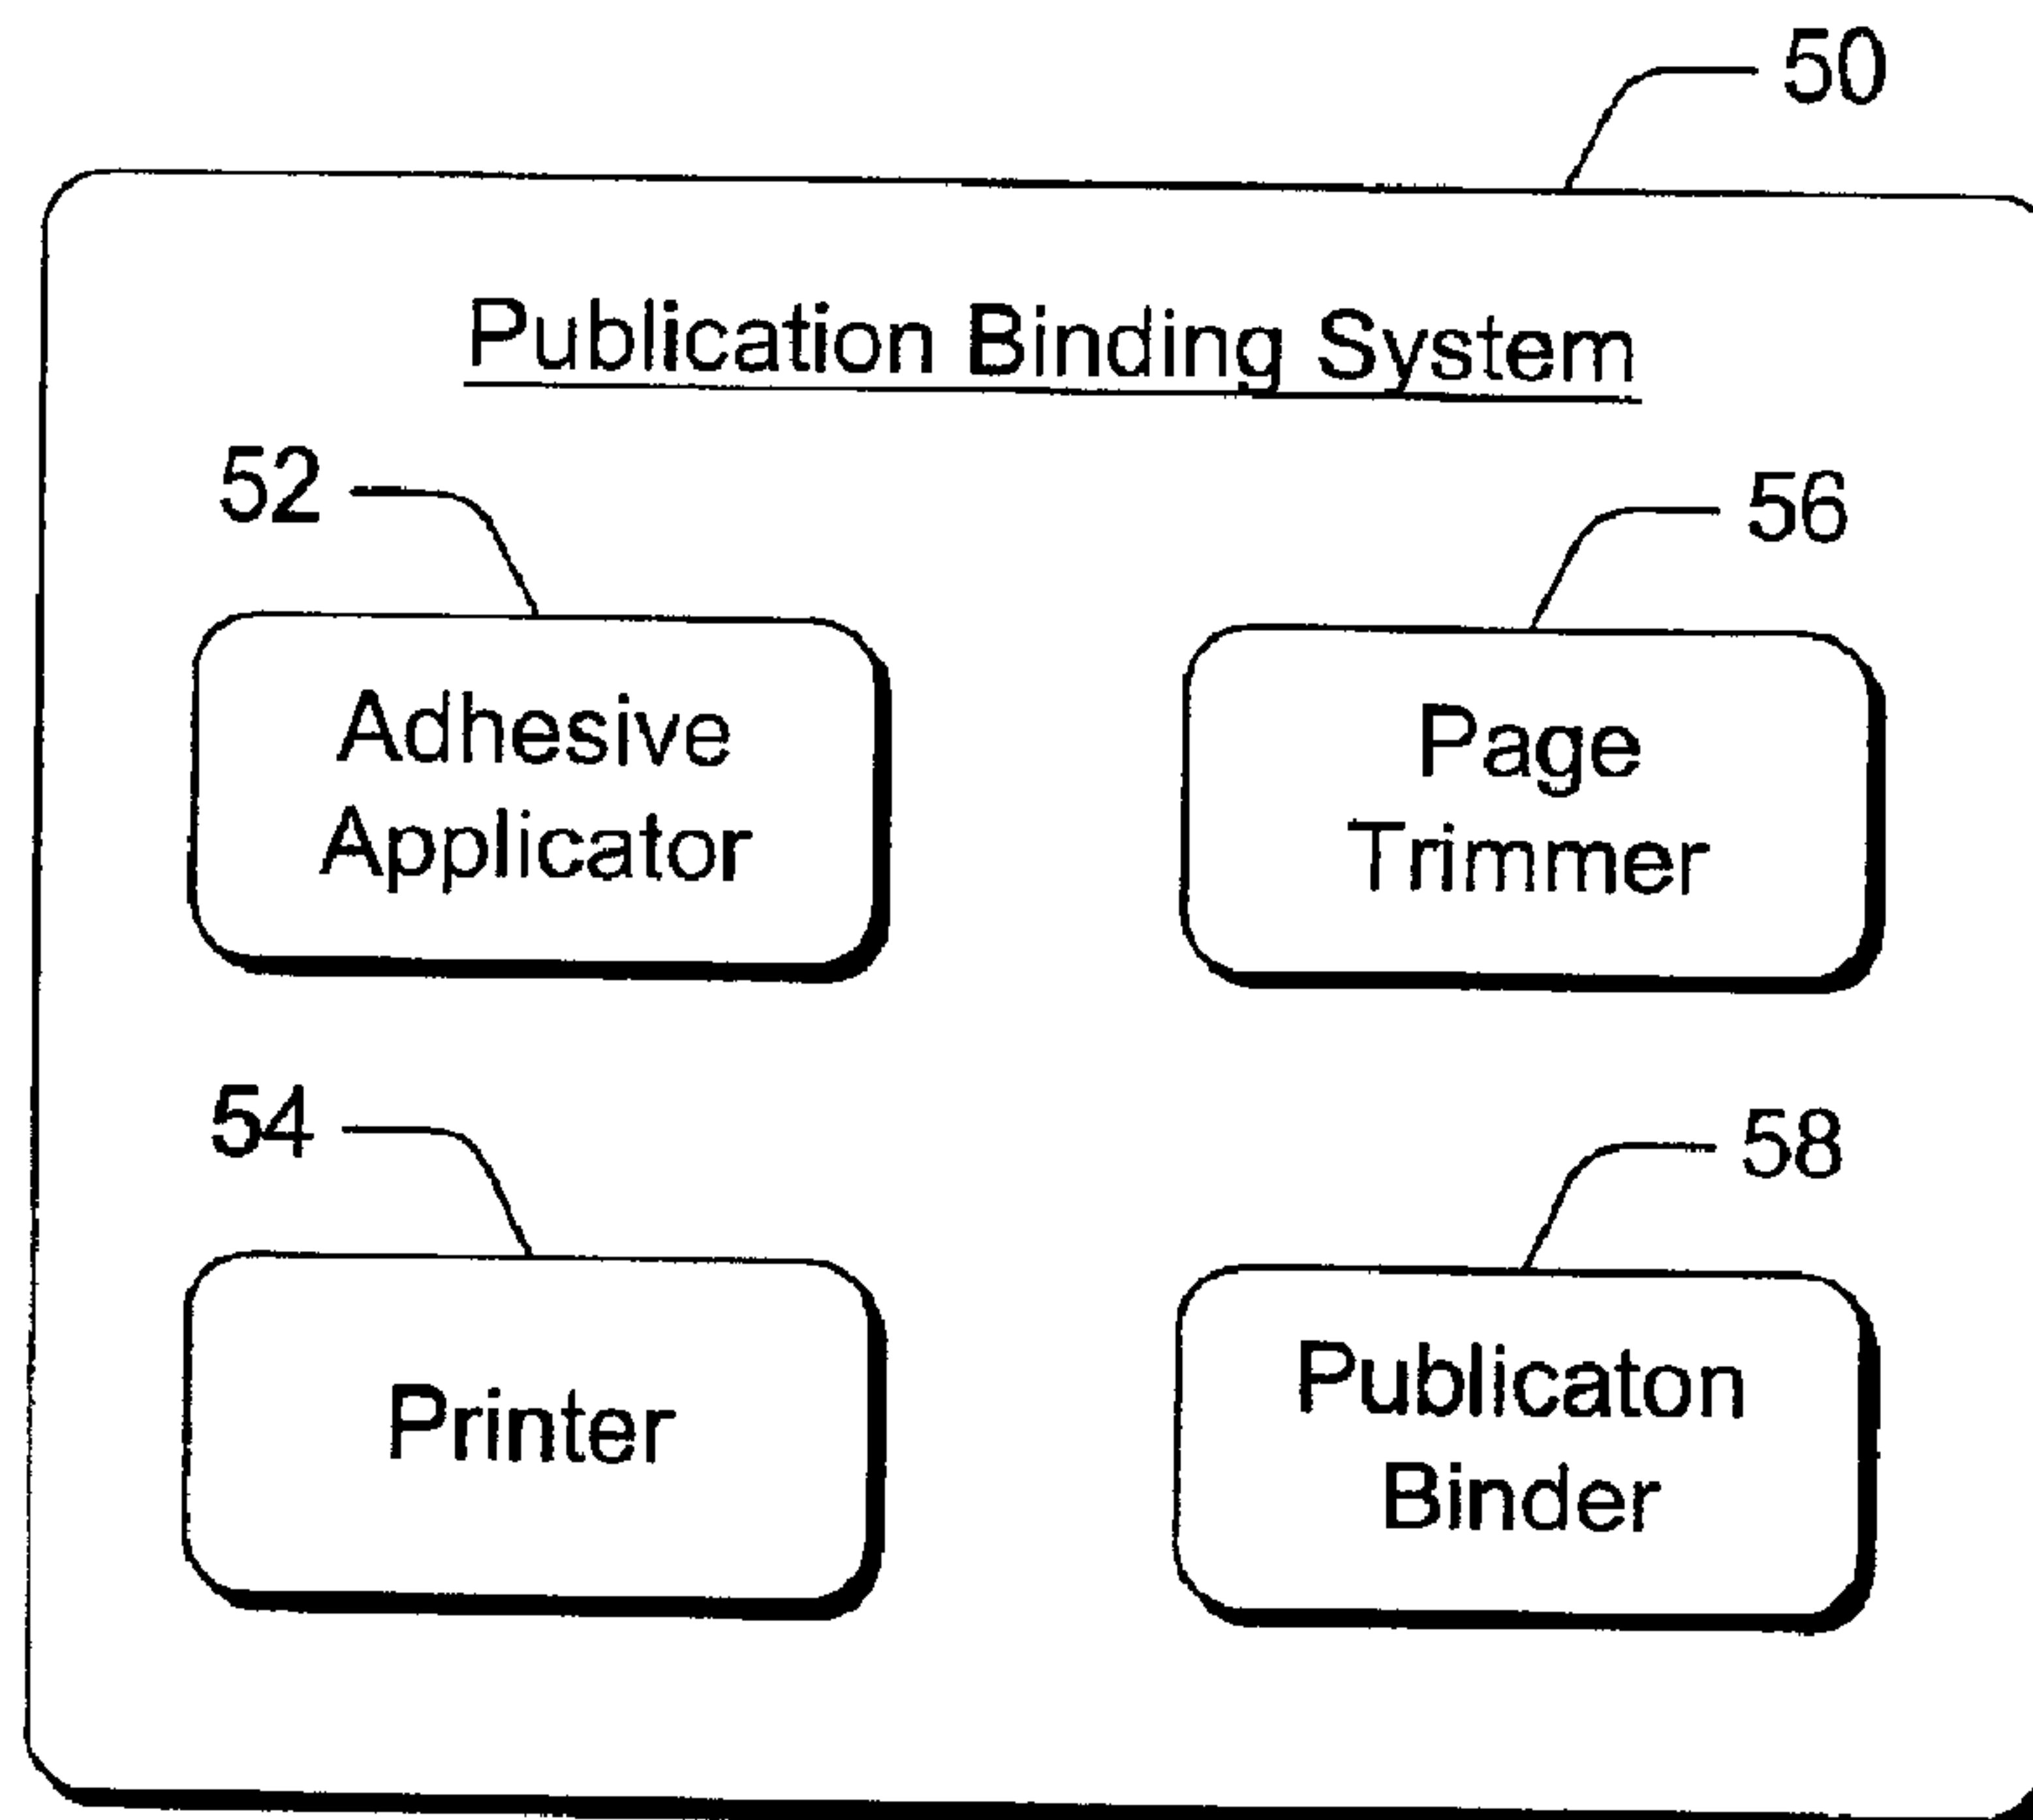 50
Publication Binding System
52
56
Adhesive
Applicator
Page
Trimmer
54
58
Printer
Publicaton
Binder